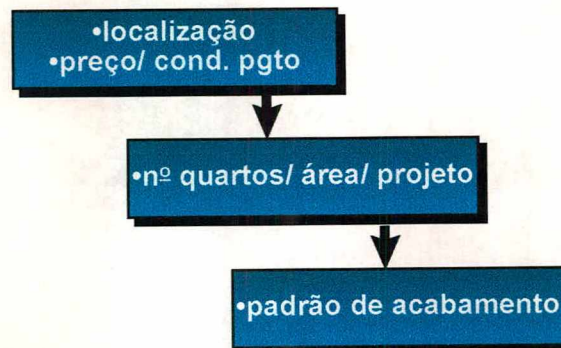 •localização
•preço/ cond. pgto
•nº quartos/ área/ projeto
•padrão de acabamento